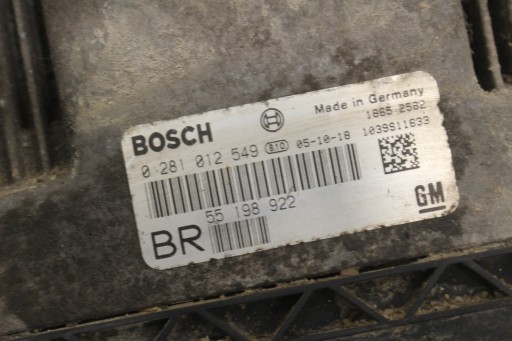 Made in Germany
BOSCH
1865 2582
0 281 012 549 S10 05-10-18 1039S11633
55 198 922
BR
GM